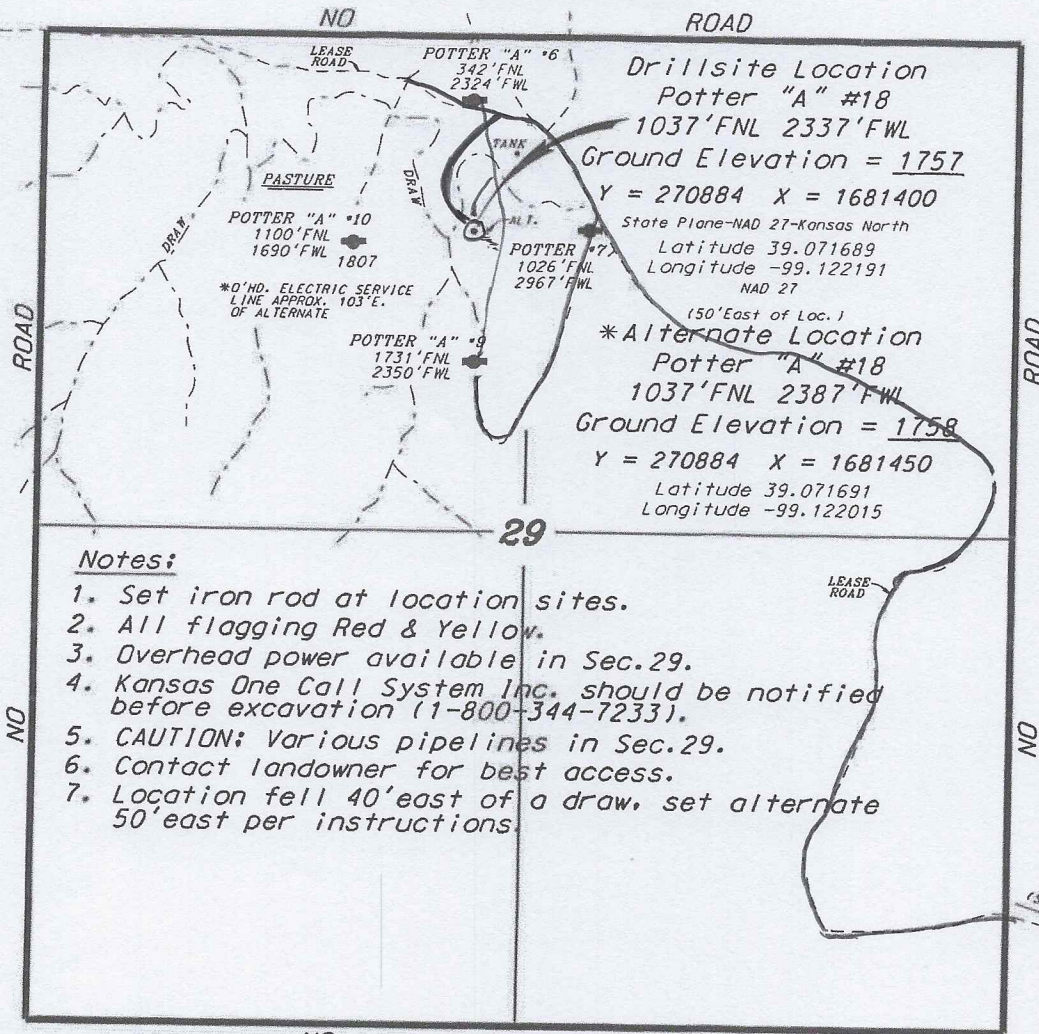 NO
ROAD
LEASE
ROAD
POTTER "A" #6
342'FNL
2324'FWL
Drillsite Location
Potter "A" #18
1037'FNL 2337'FWL
Ground Elevation = 1757
Y = 270884 X = 1681400
State Plane-NAD 27-Kansas North
Latitude 39.071689
Longitude -99.122191
NAD 27
TANK
PASTURE
DRAW
DRAW
ALT.
POTTER "A" #10
1100'FNL
1690'FWL
1807
POTTER #7
1026'FNL
2967'FWL
*O'HD. ELECTRIC SERVICE
LINE APPROX. 103'E.
OF ALTERNATE
POTTER "A" #9
1731'FNL
2350'FWL
(50'East of Loc.)
*Alternate Location
Potter "A" #18
1037'FNL 2387'FWL
Ground Elevation = 1758
Y = 270884 X = 1681450
Latitude 39.071691
Longitude -99.122015
ROAD
ROAD
29
LEASE
ROAD
Notes:
1. Set iron rod at location sites.
2. All flagging Red & Yellow.
3. Overhead power available in Sec.29.
4. Kansas One Call System Inc. should be notified
before excavation (1-800-344-7233).
5. CAUTION: Various pipelines in Sec.29.
6. Contact landowner for best access.
7. Location fell 40'east of a draw, set alternate
50'east per instructions.
NO
NO
NO